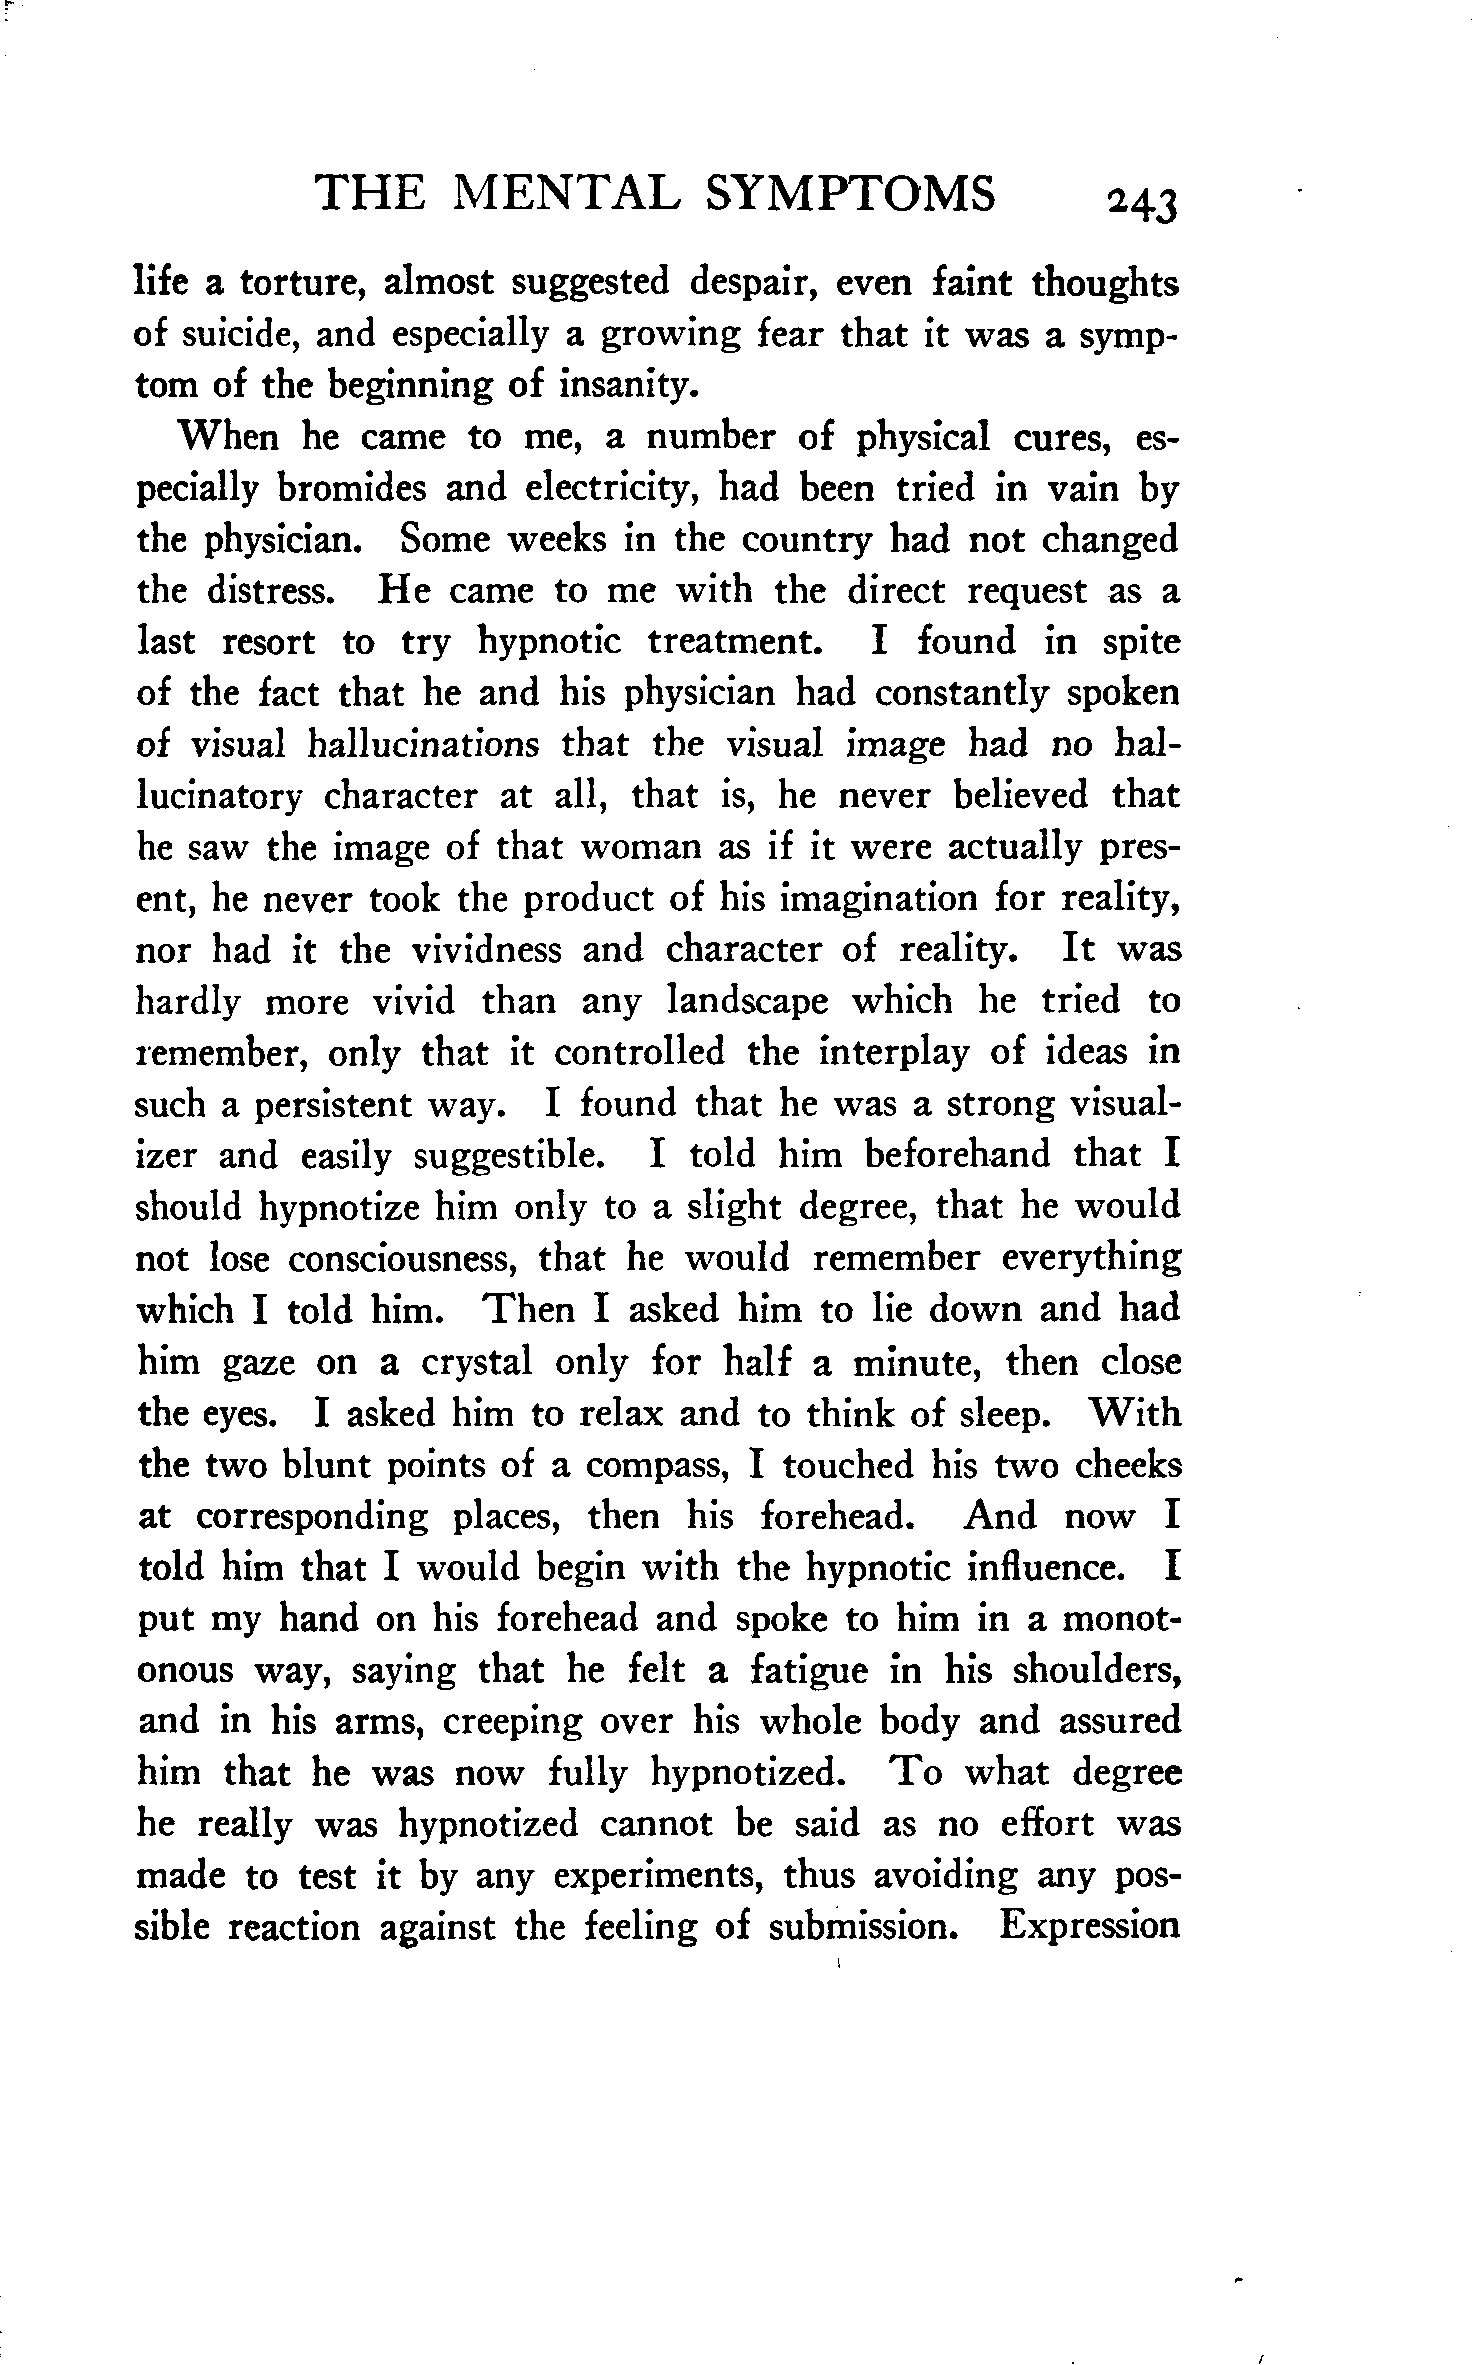 THE MENTAL SYMPTOMS 243
life a torture, almost suggested despair, even faint thoughts
of suicide, and especially a growing fear that it was a symp-
tom of the beginning of insanity.
When he came to me, a number of physical cures, es-
pecially bromides and electricity, had been tried in vain by
the physician. Some weeks in the country had not changed
the distress. He came to me with the direct request as a
last resort to try hypnotic treatment. I found in spite
of the fact that he and his physician had constantly spoken
of visual hallucinations that the visual image had no hal-
lucinatory character at all, that is, he never believed that
he saw the image of that woman as if it were actually pres-
ent, he never took the product of his imagination for reality,
nor had it the vividness and character of reality. It was
hardly more vivid than any landscape which he tried to
remember, only that it controlled the interplay of ideas in
such a persistent way. I found that he was a strong visual-
izer and easily suggestible. I told him beforehand that I
should hypnotize him only to a slight degree, that he would
not lose consciousness, that he would remember everything
which I told him. Then I asked him to lie down and had
him gaze on a crystal only for half a minute, then close
the eyes. I asked him to relax and to think of sleep. With
the two blunt points of a compass, I touched his two cheeks
at corresponding places, then his forehead. And now I
told him that I would begin with the hypnotic influence. I
put my hand on his forehead and spoke to him in a monot-
onous way, saying that he felt a fatigue in his shoulders,
and in his arms, creeping over his whole body and assured
him that he was now fully hypnotized. To what degree
he really was hypnotized cannot be said as no effort was
made to test it by any experiments, thus avoiding any pos-
sible reaction against the feeling of submission. Expression